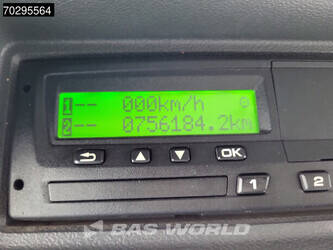 70295564
1-- 000km/h
2-- 0756184.2km
OK
1 2
BAS WORLD